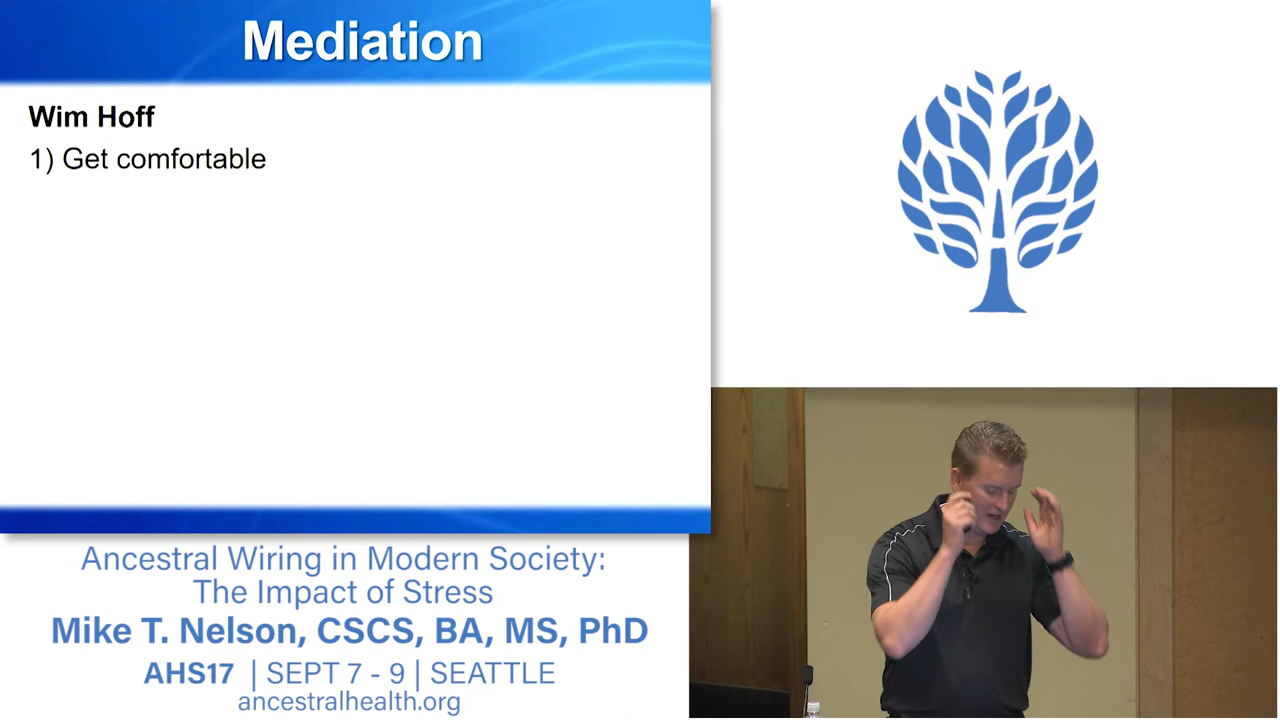 Mediation
Wim Hoff
1) Get comfortable
Ancestral Wiring in Modern Society:
The Impact of Stress
Mike T. Nelson, CSCS, BA, MS, PhD
AHS17 | SEPT 7 - 9 | SEATTLE
ancestralhealth.org